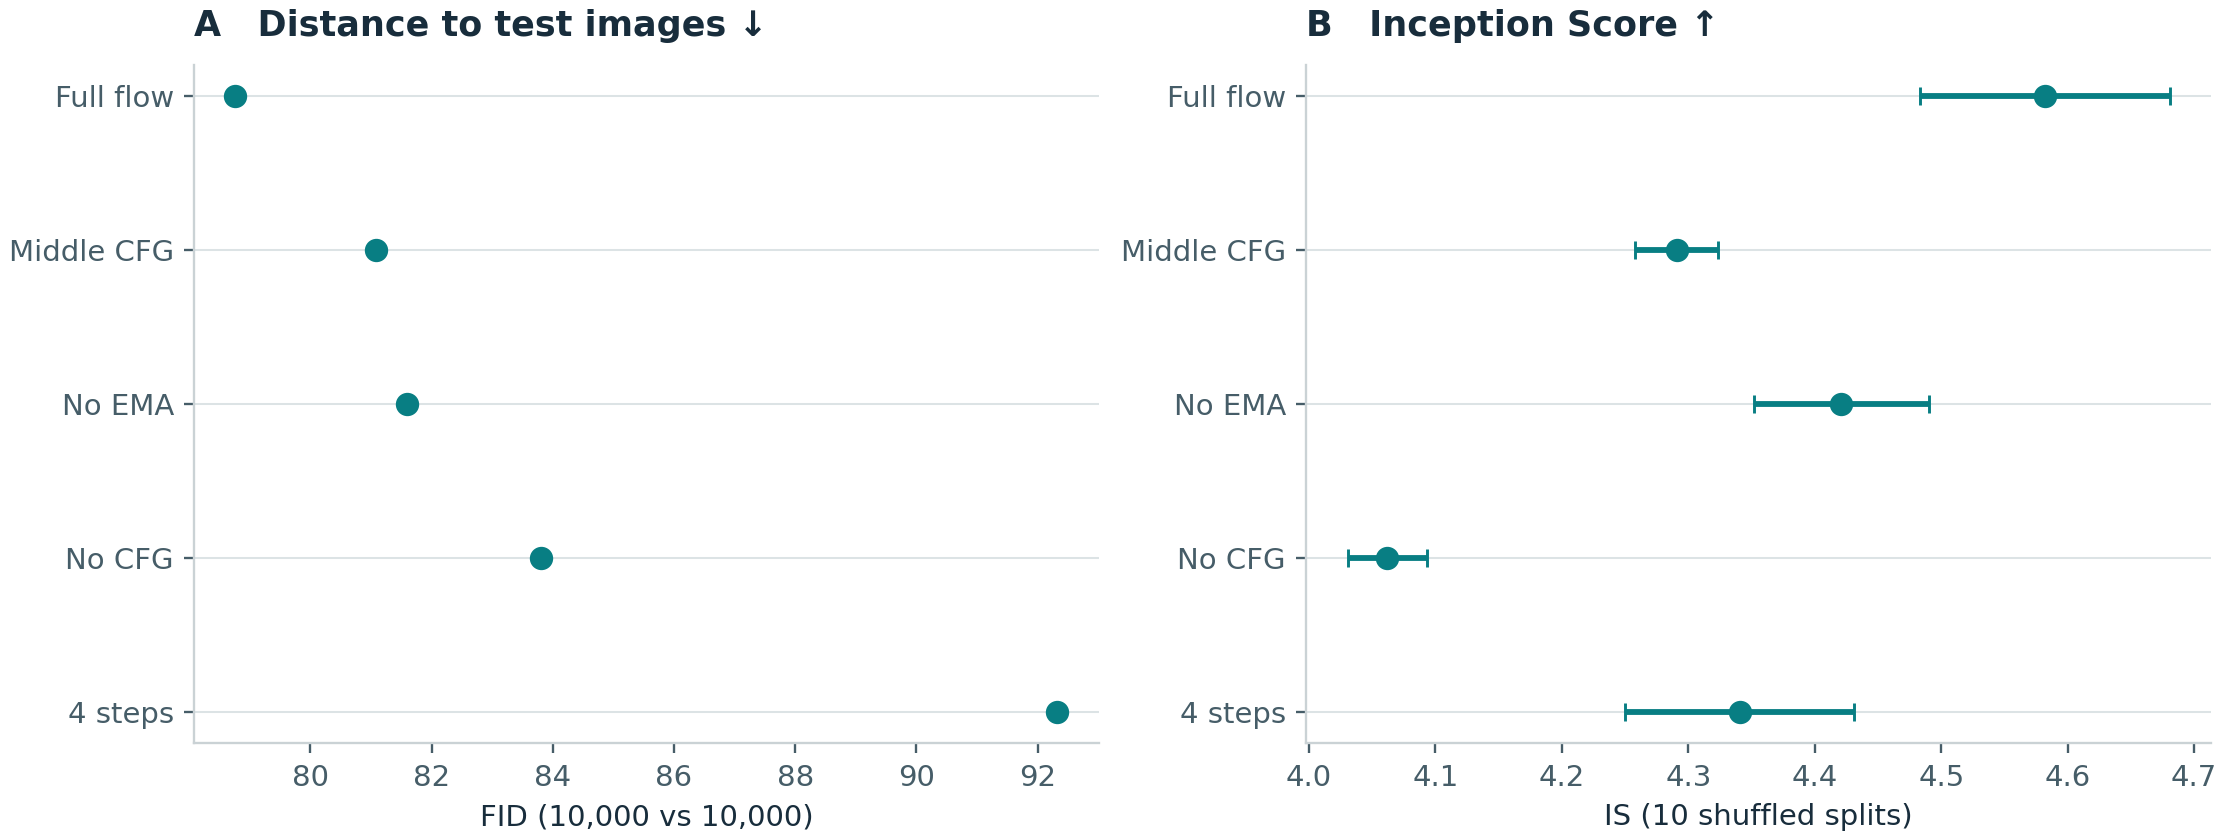 A   Distance to test images ↓
Full flow
Middle CFG
No EMA
No CFG
4 steps
80 82 84 86 88 90 92
FID (10,000 vs 10,000)
B   Inception Score ↑
Full flow
Middle CFG
No EMA
No CFG
4 steps
4.0 4.1 4.2 4.3 4.4 4.5 4.6 4.7
IS (10 shuffled splits)